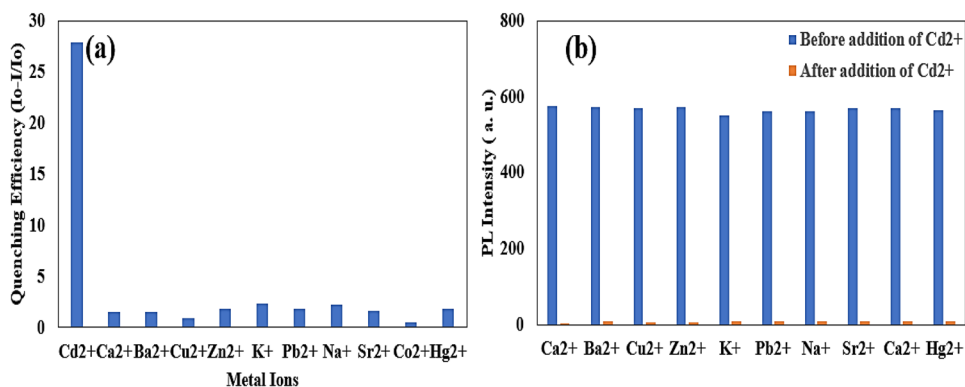 (a)
Quenching Efficiency (Io-I/Io)
30
25
20
15
10
5
0
Cd2+ Ca2+ Ba2+ Cu2+ Zn2+ K+ Pb2+ Na+ Sr2+ Co2+ Hg2+
Metal Ions
(b)
Before addition of Cd2+
After addition of Cd2+
PL Intensity ( a. u.)
800
600
400
200
0
Ca2+ Ba2+ Cu2+ Zn2+ K+ Pb2+ Na+ Sr2+ Ca2+ Hg2+